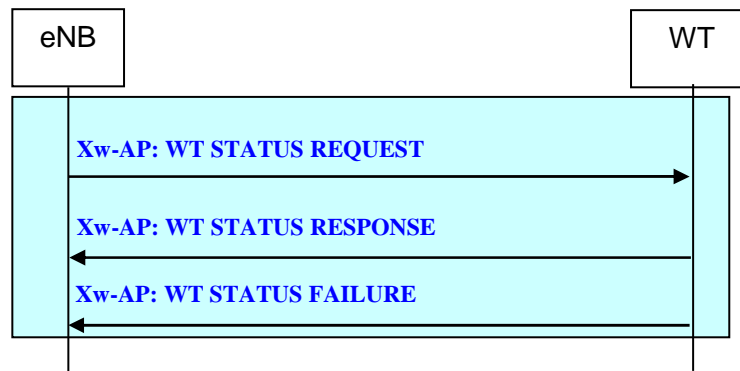 eNB
WT
Xw-AP: WT STATUS REQUEST
Xw-AP: WT STATUS RESPONSE
Xw-AP: WT STATUS FAILURE